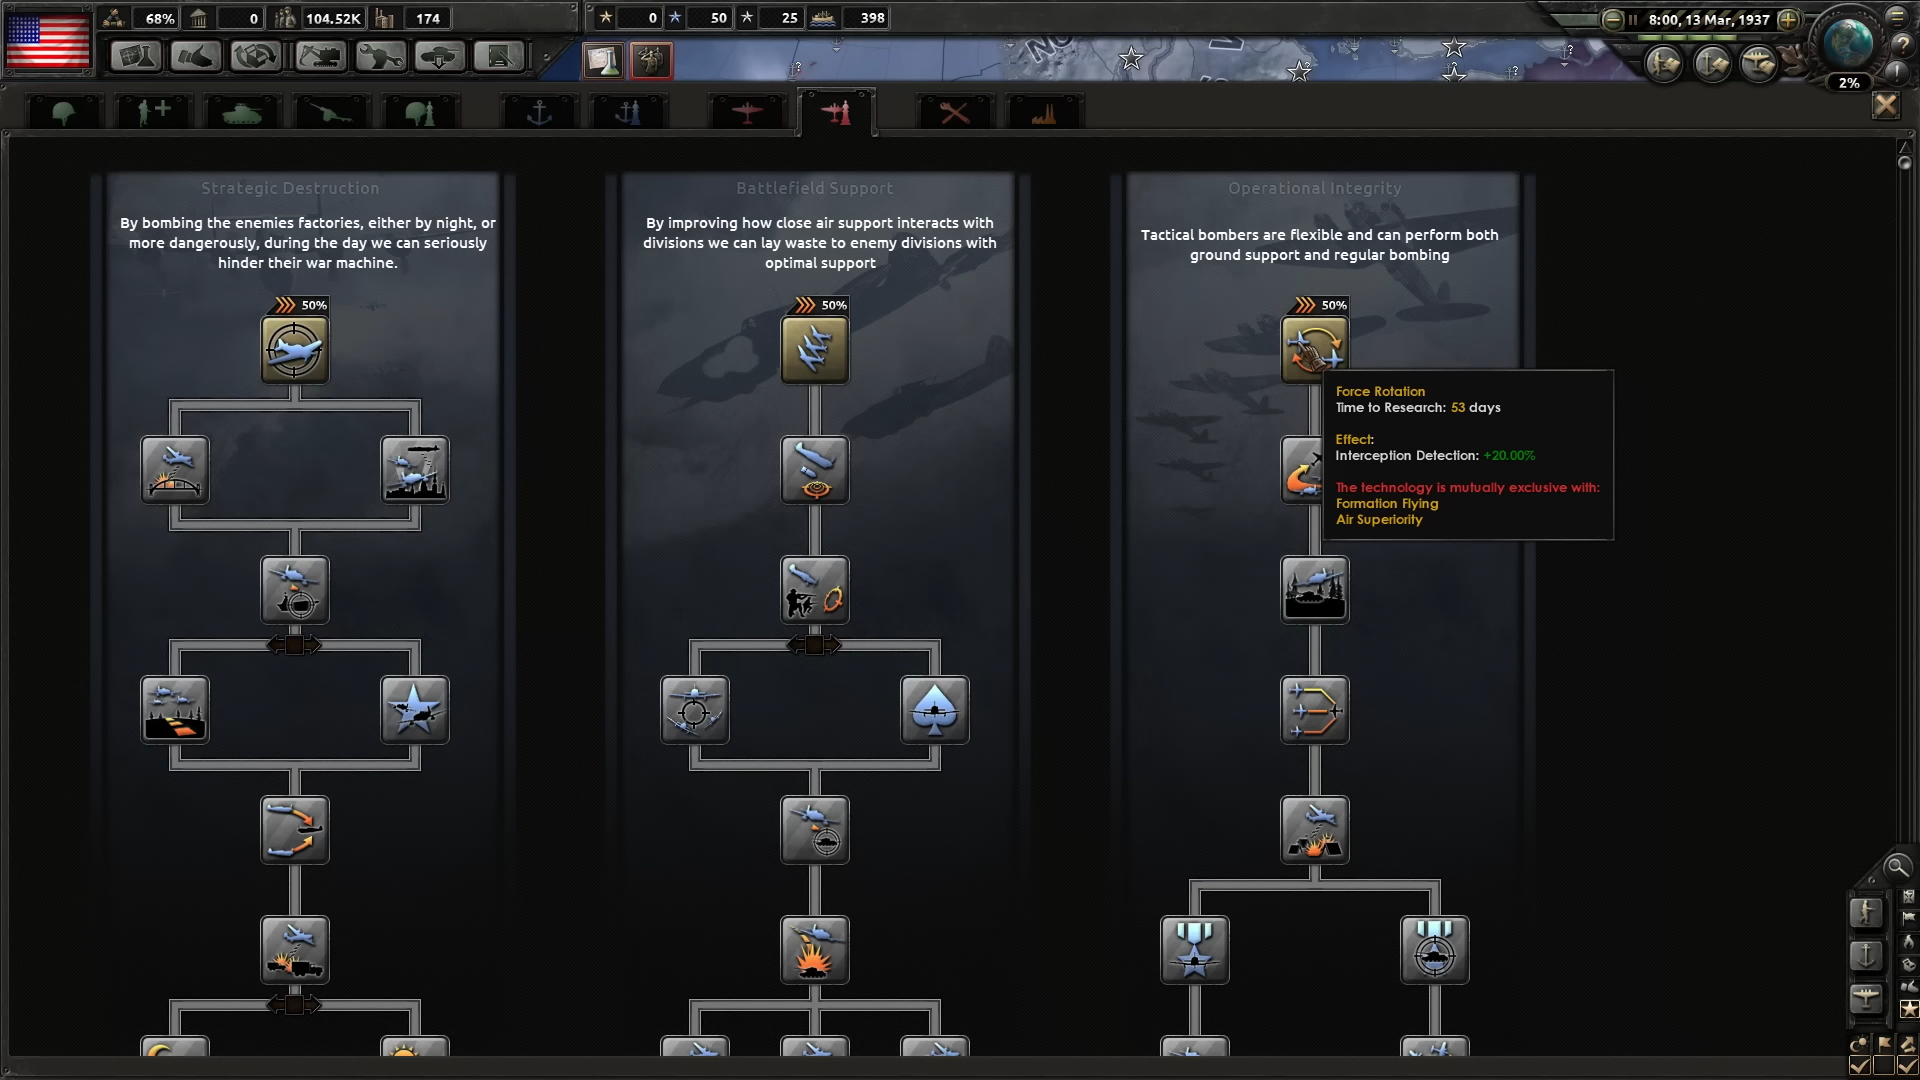 68%
0
104.52K
174
0
50
25
398
8:00, 13 Mar, 1937
2%
Strategic Destruction
By bombing the enemies factories, either by night, or
more dangerously, during the day we can seriously
hinder their war machine.
50%
Battlefield Support
By improving how close air support interacts with
divisions we can lay waste to enemy divisions with
optimal support
50%
Operational Integrity
Tactical bombers are flexible and can perform both
ground support and regular bombing
50%
Force Rotation
Time to Research: 53 days
Effect:
Interception Detection: +20.00%
The technology is mutually exclusive with:
Formation Flying
Air Superiority